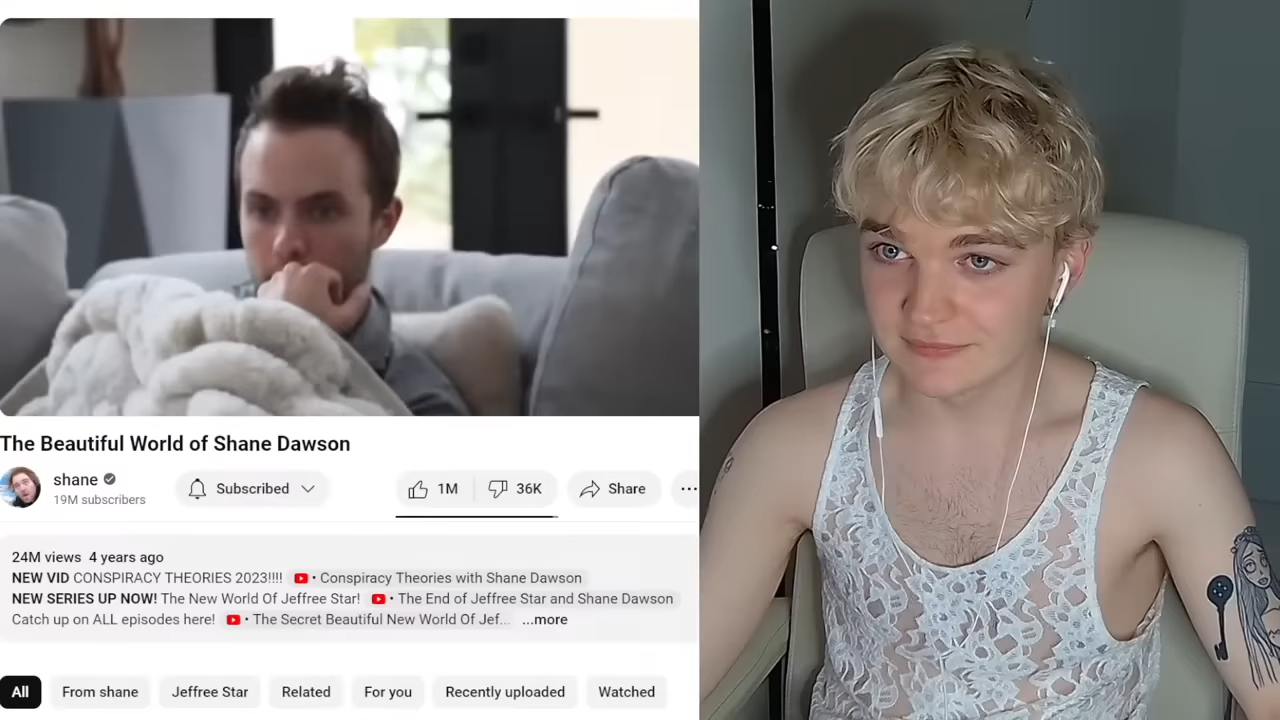 The Beautiful World of Shane Dawson
shane
19M subscribers
Subscribed
1M
36K
Share
...
24M views 4 years ago
NEW VID CONSPIRACY THEORIES 2023!!!! • Conspiracy Theories with Shane Dawson
NEW SERIES UP NOW! The New World Of Jeffree Star! • The End of Jeffree Star and Shane Dawson
Catch up on ALL episodes here! • The Secret Beautiful New World Of Jef... ...more
All
From shane
Jeffree Star
Related
For you
Recently uploaded
Watched